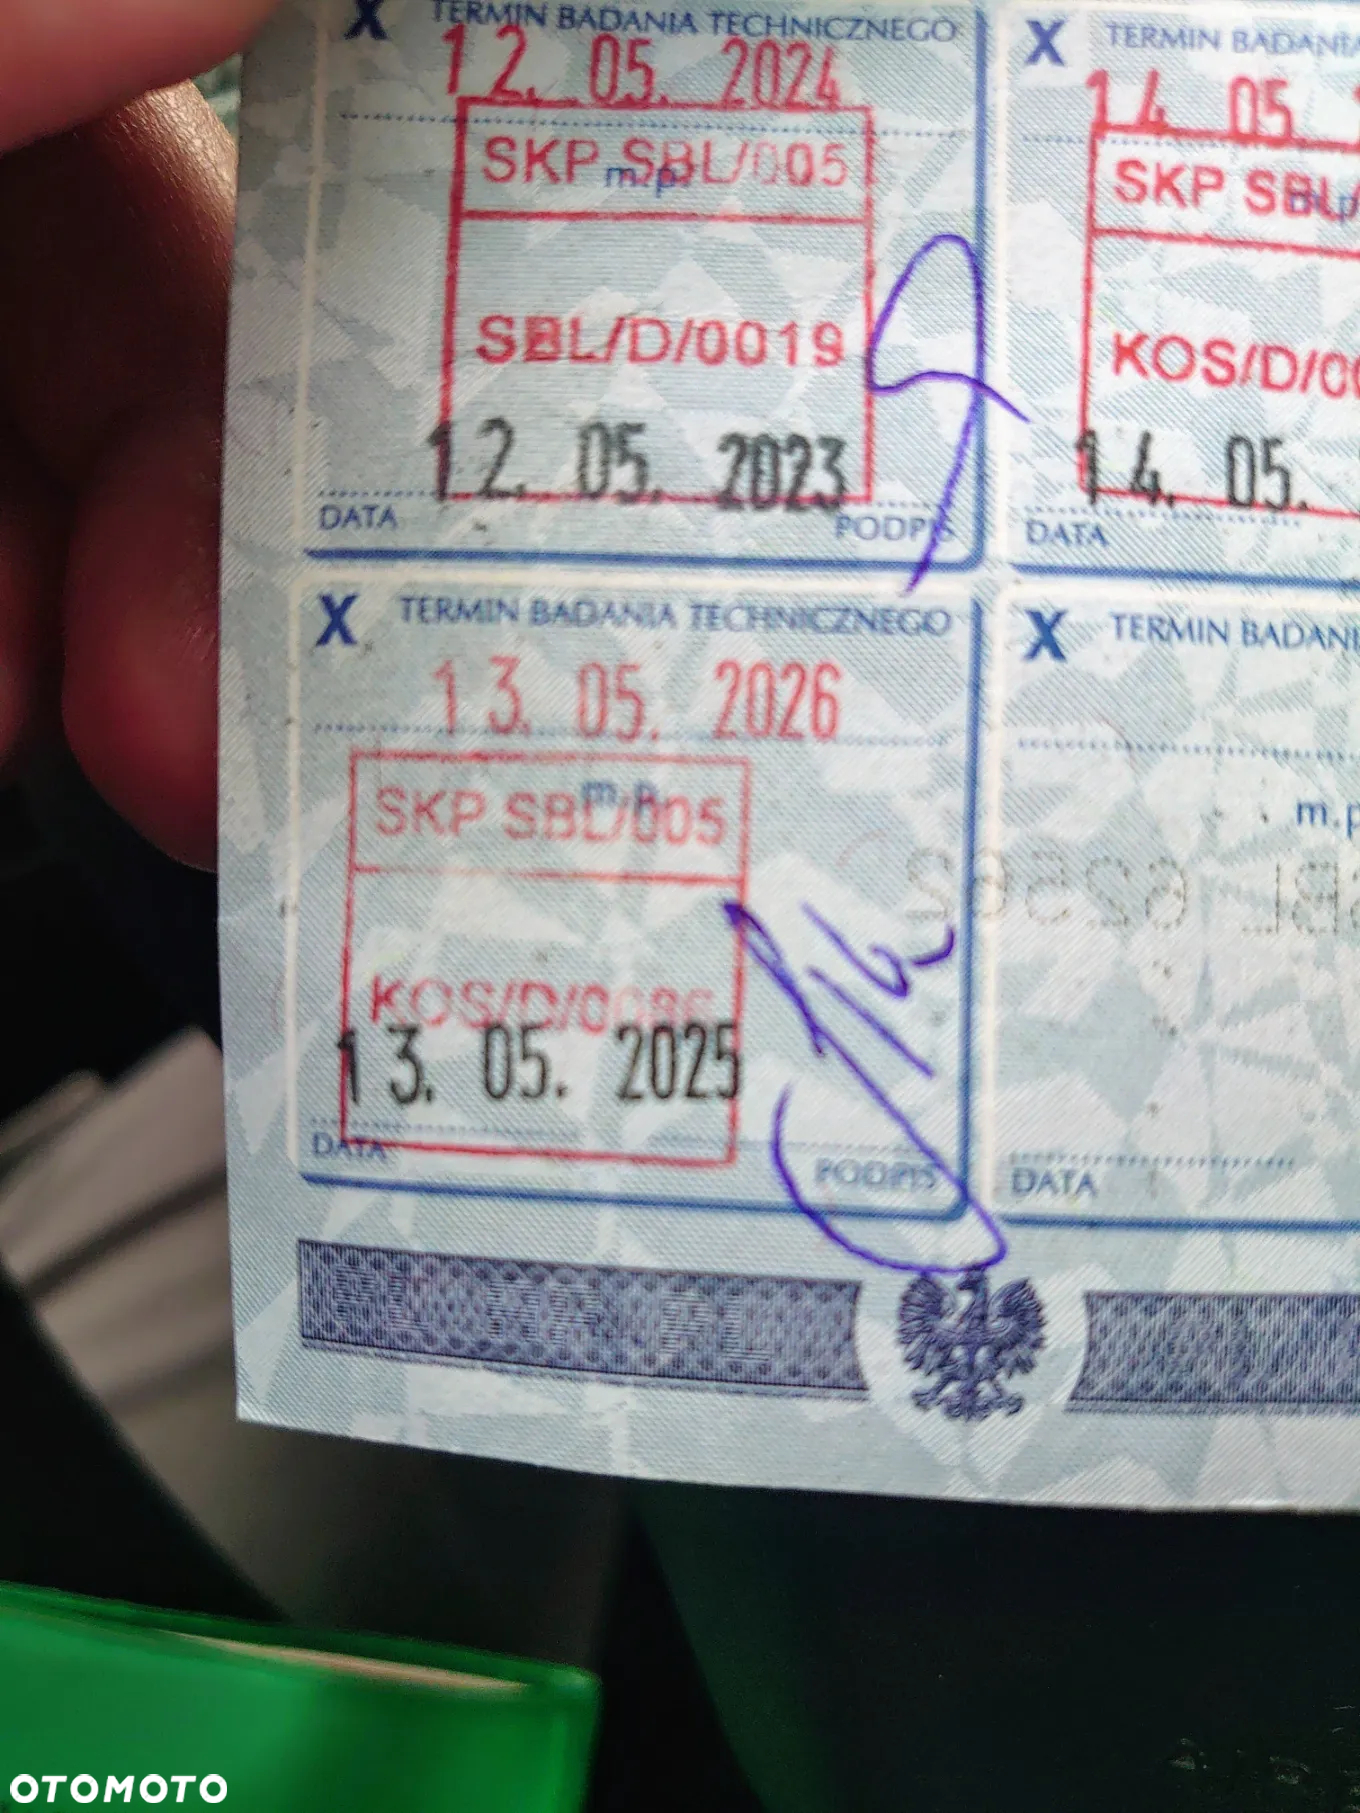 X TERMIN BADANIA TECHNICZNEGO
12. 05. 2024
SKP SBL/005
m.p.
SBL/D/0019
12. 05. 2023
DATA PODPIS
X TERMIN BADANIA
14. 05.
SKP SBL/
m.p
KOS/D/00
14. 05.
DATA
X TERMIN BADANIA TECHNICZNEGO
13. 05. 2026
SKP SBL/005
m.p.
KOS/D/0086
13. 05. 2025
DATA PODPIS
X TERMIN BADANI
m.p
DATA
OTOMOTO